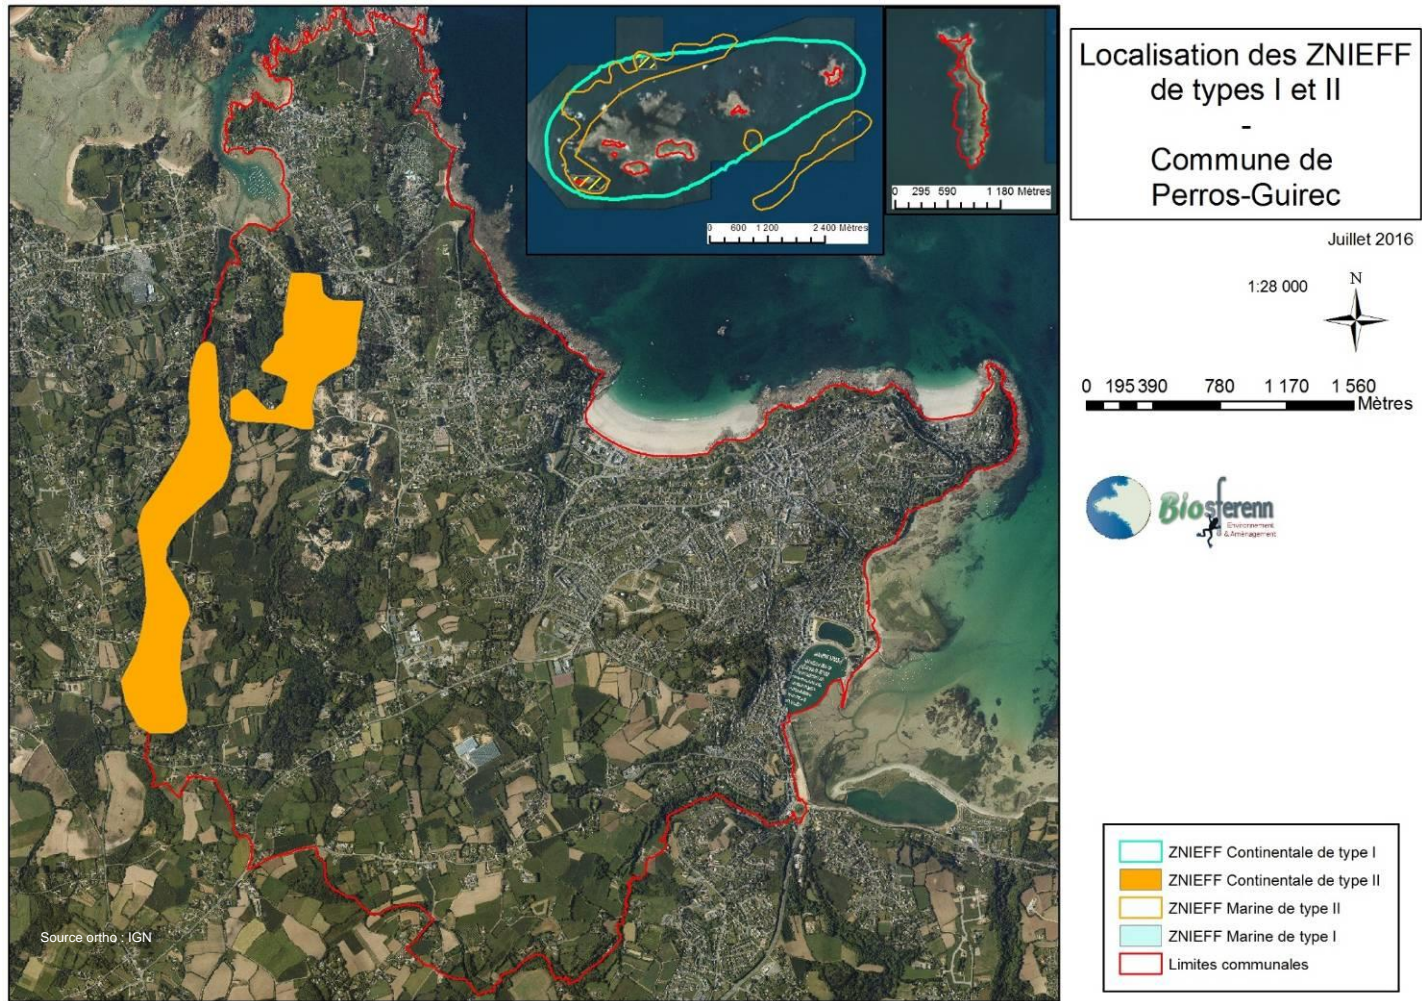 Localisation des ZNIEFF
de types I et II
-
Commune de
Perros-Guirec
Juillet 2016
1:28 000
N
0 195 390 780 1 170 1 560
Mètres
Biosferenn
Environnement
& Aménagement
0 600 1 200 2 400 Mètres
0 295 590 1 180 Mètres
ZNIEFF Continentale de type I
ZNIEFF Continentale de type II
ZNIEFF Marine de type II
ZNIEFF Marine de type I
Limites communales
Source ortho : IGN